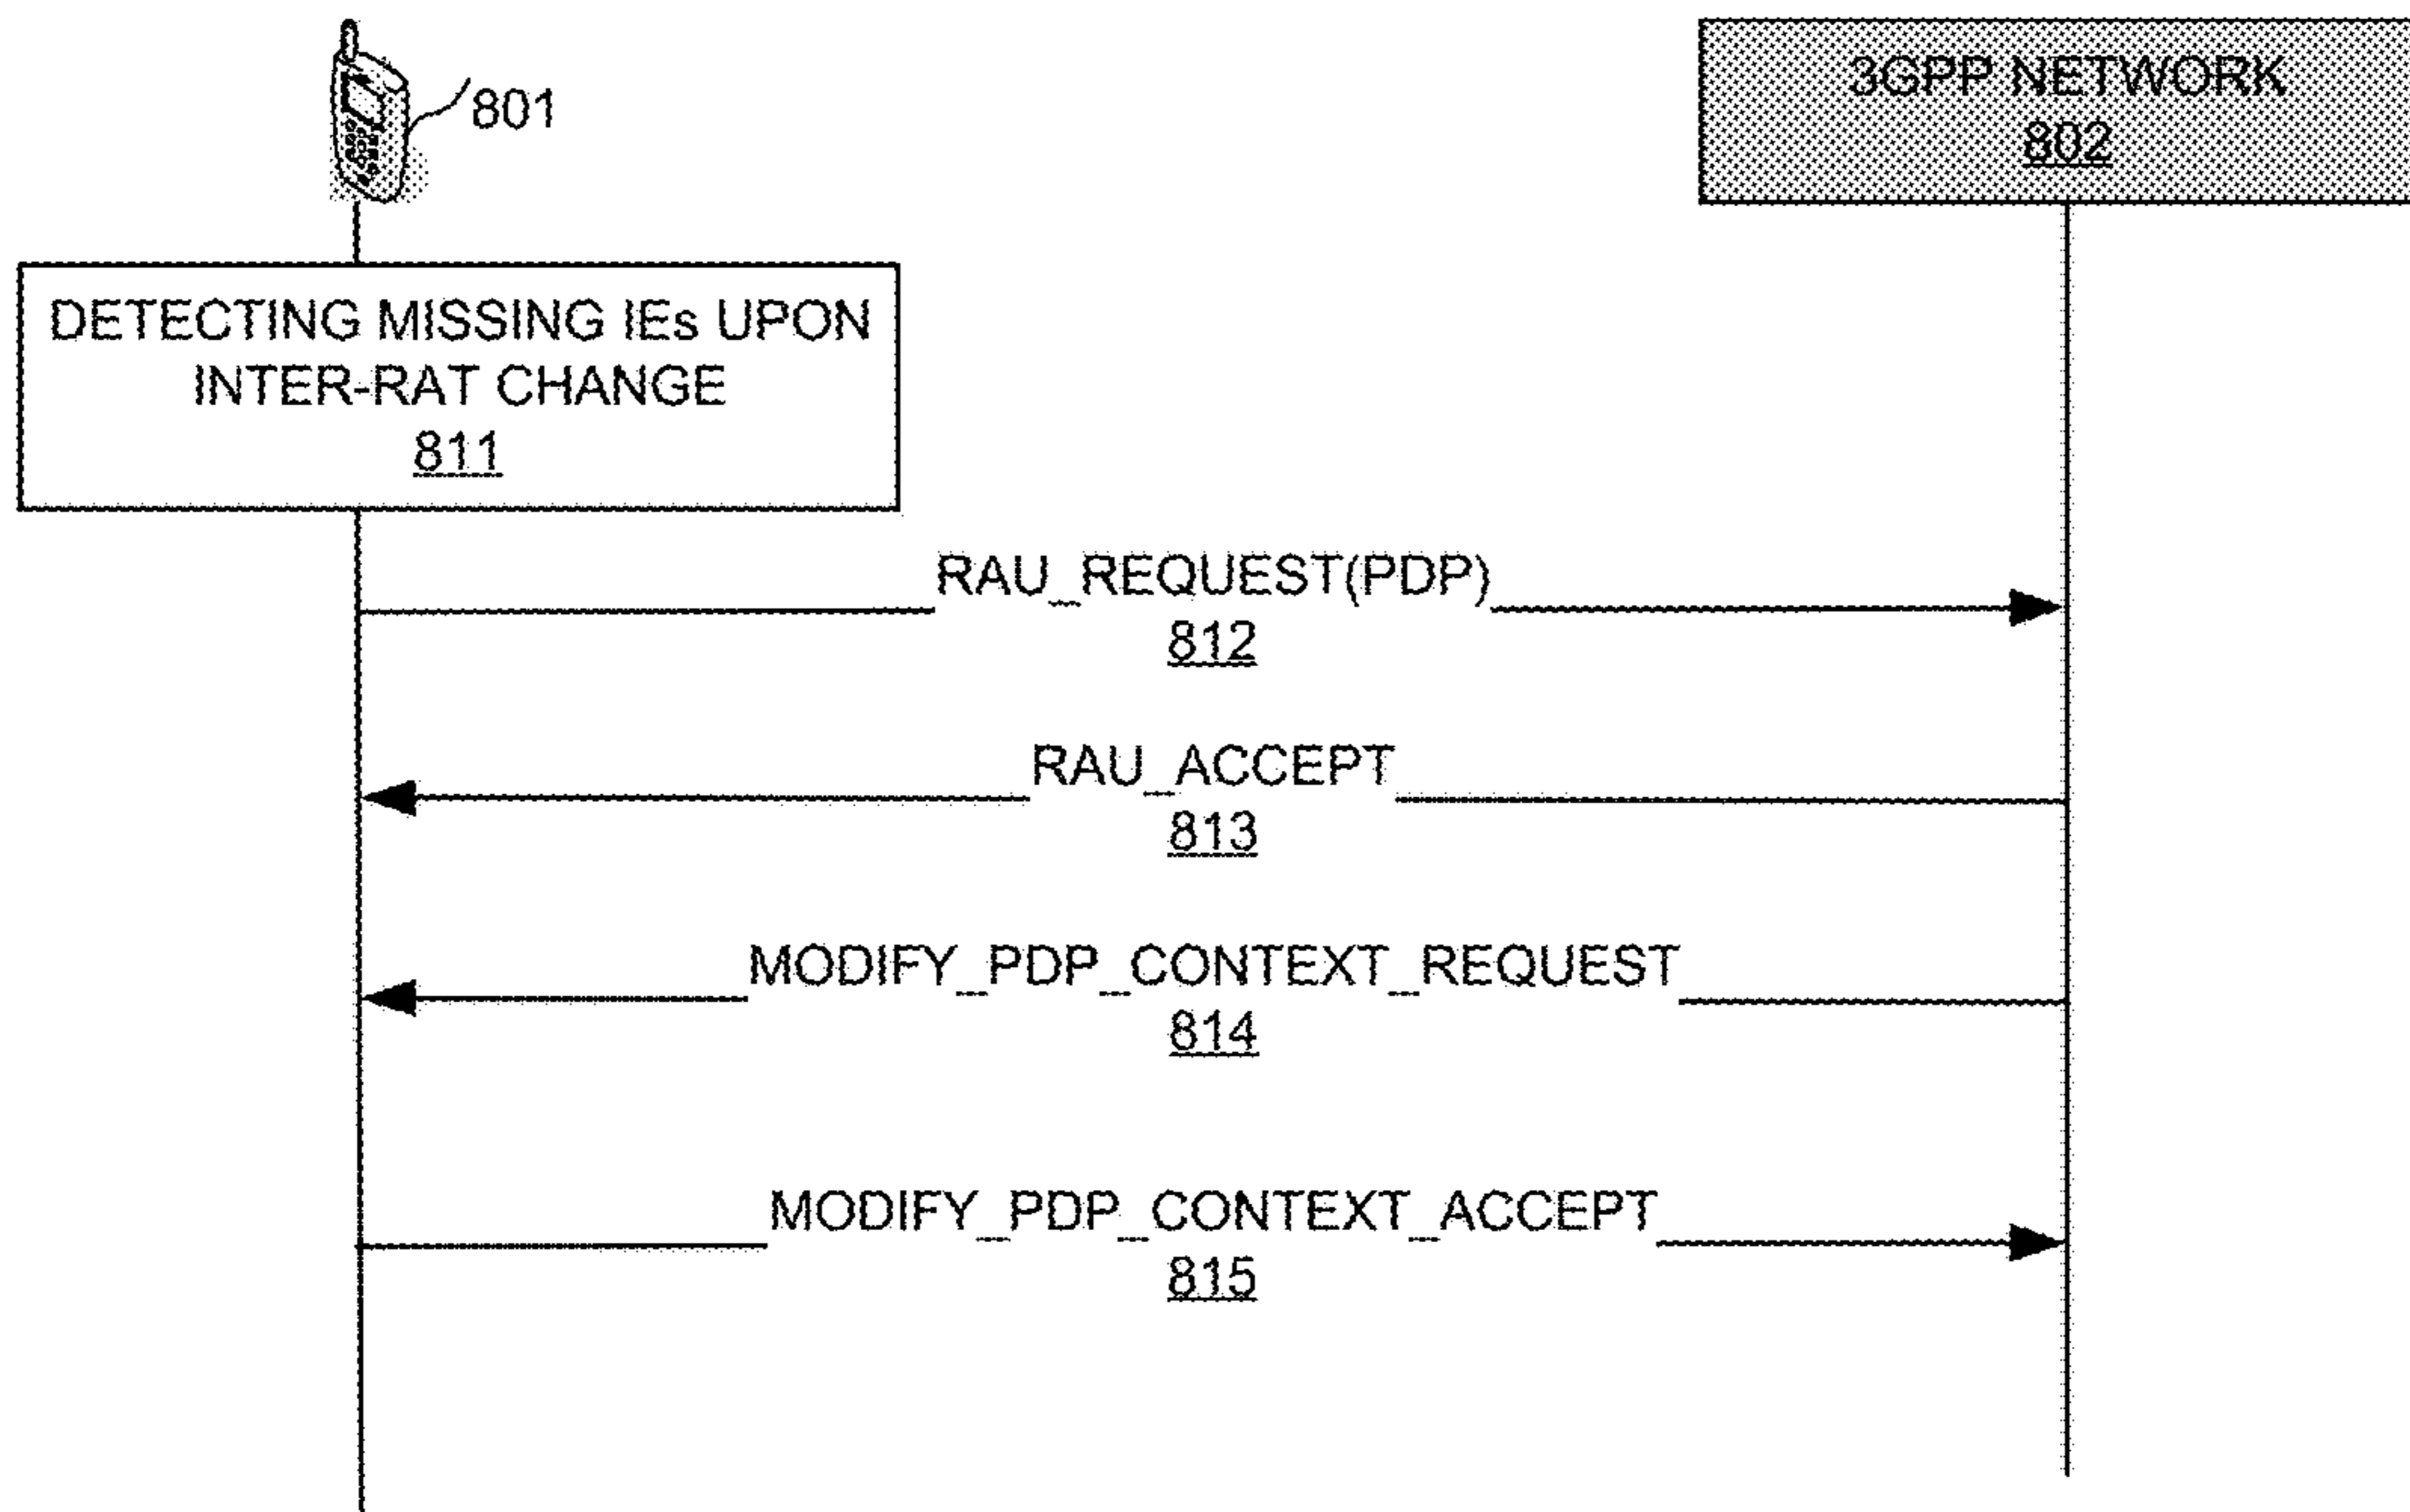 801
3GPP NETWORK
802
DETECTING MISSING IEs UPON
INTER-RAT CHANGE
811
RAU_REQUEST(PDP)
812
RAU_ACCEPT
813
MODIFY_PDP_CONTEXT_REQUEST
814
MODIFY_PDP_CONTEXT_ACCEPT
815